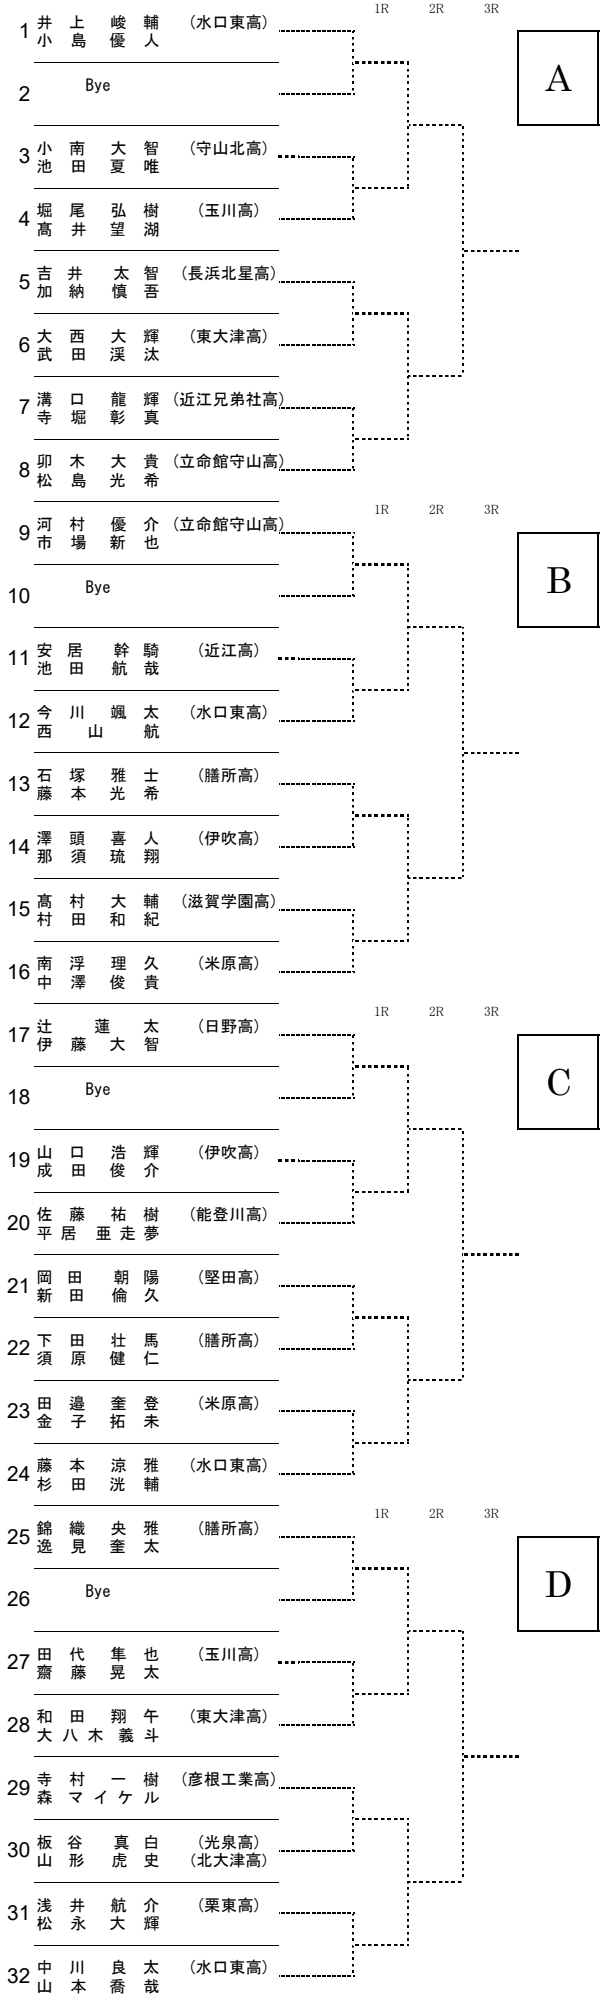 1R 2R 3R
A
1 井上 峻輔 (水口東高)
小島 優人
2 Bye
3 小南 大智 (守山北高)
池田 夏唯
4 堀尾 弘樹 (玉川高)
髙井 望湖
5 吉井 太智 (長浜北星高)
加納 慎吾
6 大西 大輝 (東大津高)
武田 渓汰
7 溝口 龍輝 (近江兄弟社高)
寺堀 彰真
8 卯木 大貴 (立命館守山高)
松島 光希
1R 2R 3R
B
9 河村 優介 (立命館守山高)
市場 新也
10 Bye
11 安居 幹騎 (近江高)
池田 航哉
12 今川 颯太 (水口東高)
西山 航
13 石塚 雅士 (膳所高)
藤本 光希
14 澤頭 喜人 (伊吹高)
那須 琉翔
15 髙村 大輔 (滋賀学園高)
村田 和紀
16 南浮 理久 (米原高)
中澤 俊貴
1R 2R 3R
C
17 辻 蓮太 (日野高)
伊藤 大智
18 Bye
19 山口 浩輝 (伊吹高)
成田 俊介
20 佐藤 祐樹 (能登川高)
平居 亜走夢
21 岡田 朝陽 (堅田高)
新田 倫久
22 下田 壮馬 (膳所高)
須原 健仁
23 田邉 奎登 (米原高)
金子 拓未
24 藤本 涼雅 (水口東高)
杉田 洸輔
1R 2R 3R
D
25 錦織 央雅 (膳所高)
逸見 奎太
26 Bye
27 田代 隼也 (玉川高)
齋藤 晃太
28 和田 翔午 (東大津高)
大八木 義斗
29 寺村 一樹 (彦根工業高)
森 マイケル
30 板谷 真白 (光泉高)
山形 虎史 (北大津高)
31 浅井 航介 (栗東高)
松永 大輝
32 中川 良太 (水口東高)
山本 喬哉